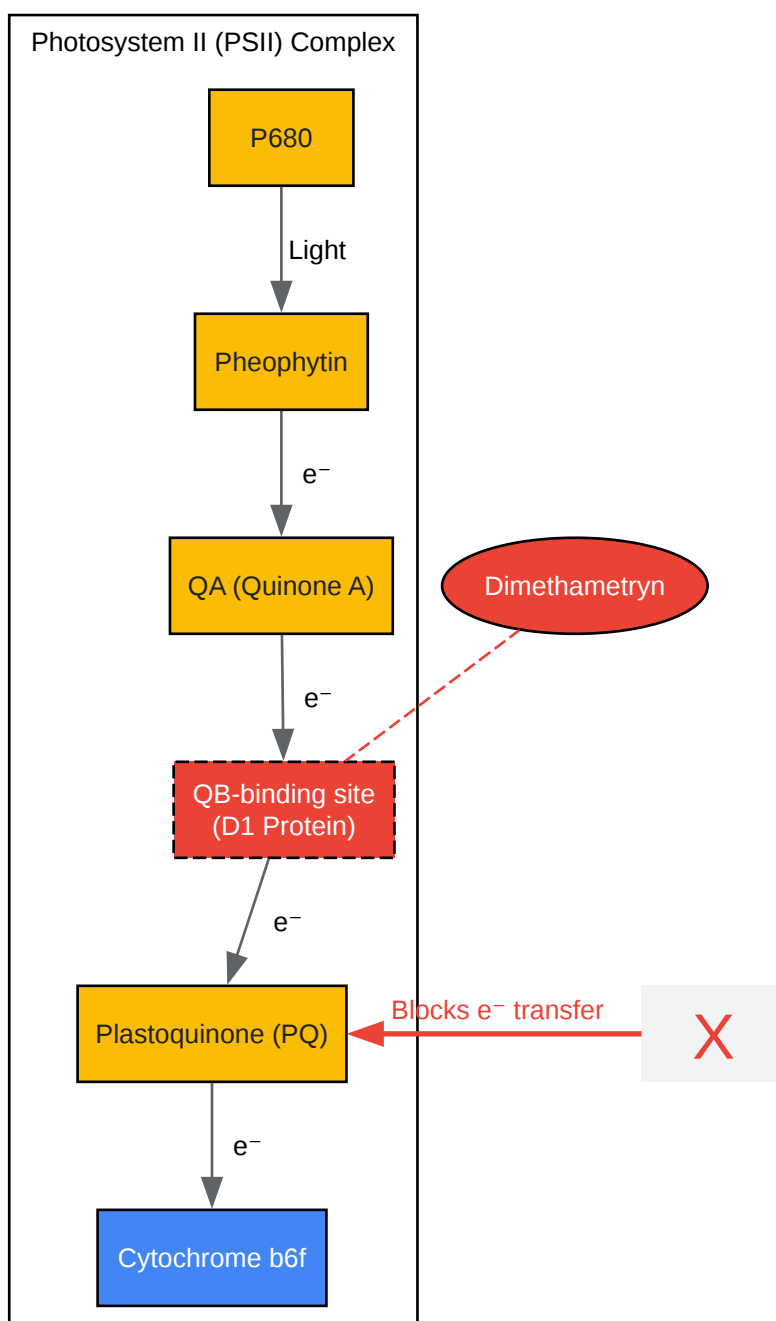 Photosystem II (PSII) Complex
P680
Light
Pheophytin
e⁻
QA (Quinone A)
Dimethametryn
e⁻
QB-binding site
(D1 Protein)
e⁻
Blocks e⁻ transfer
Plastoquinone (PQ)
X
e⁻
Cytochrome b6f